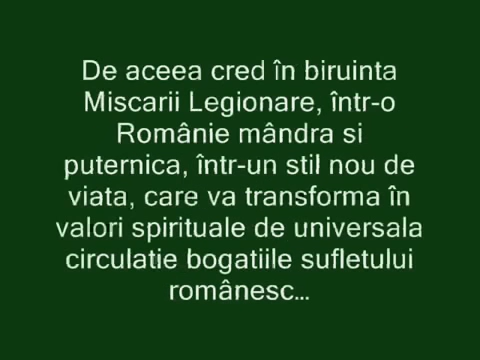 De aceea cred în biruinta
Miscarii Legionare, într-o
Românie mândra si
puternica, într-un stil nou de
viata, care va transforma în
valori spirituale de universala
circulatie bogatiile sufletului
românesc...